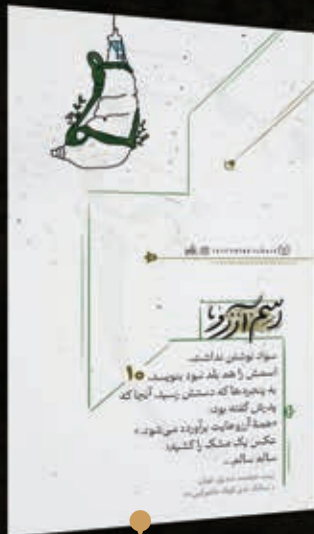 رسم آرزو
سواد نوشتن نداشت.
اسمش را هم بلد نبود بنویسد.
به پنجره‌ها که دستش رسید، آنجا که
پدرش گفته بود:
«همهٔ آرزوهایت برآورده می‌شود.»
عکس یک مشک را کشید؛
سالم سالم...